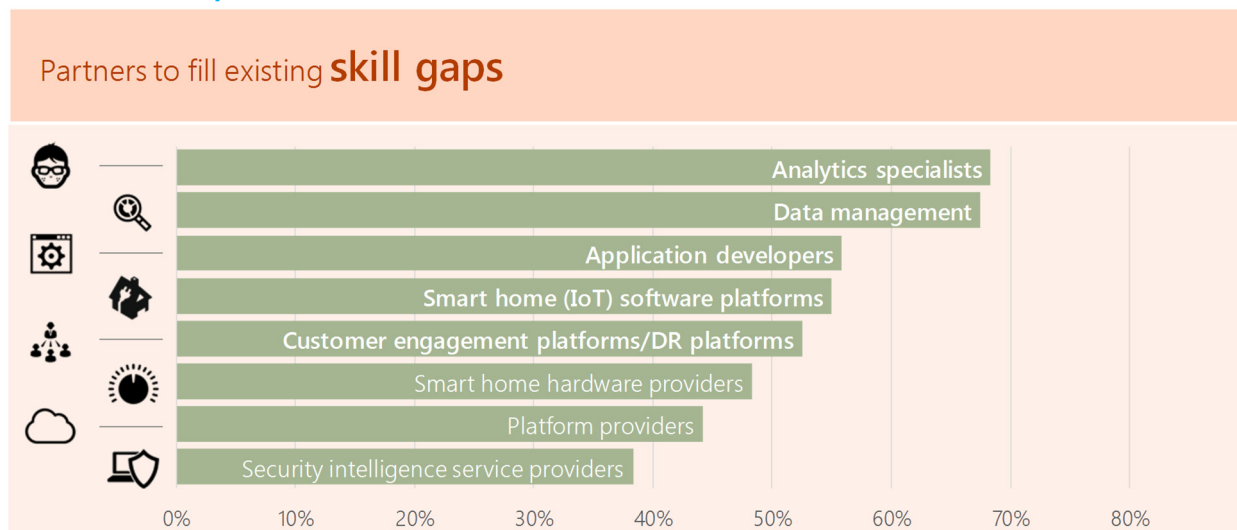 Partners to fill existing skill gaps
Analytics specialists
Data management
Application developers
Smart home (IoT) software platforms
Customer engagement platforms/DR platforms
Smart home hardware providers
Platform providers
Security intelligence service providers
0% 10% 20% 30% 40% 50% 60% 70% 80%